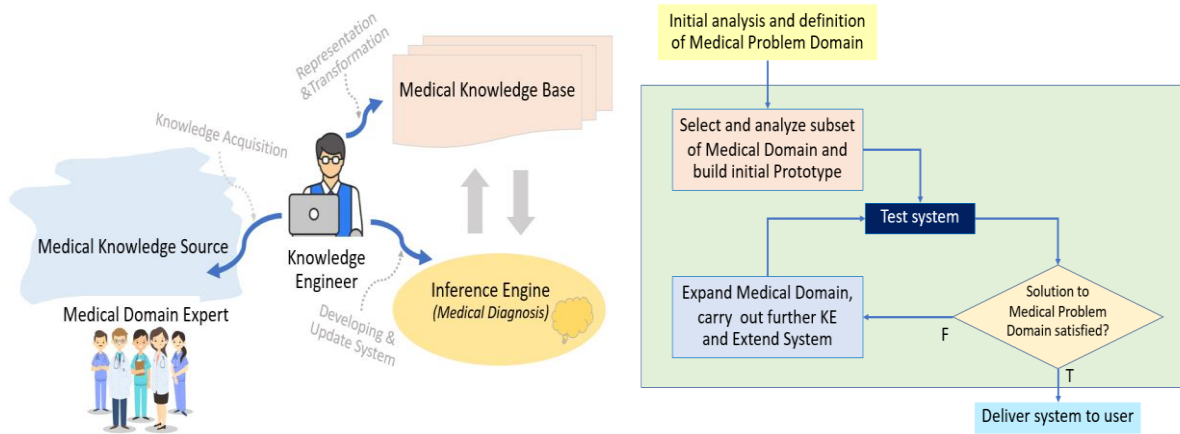 Representation
&Transformation
Medical Knowledge Base
Knowledge Acquisition
Medical Knowledge Source
Knowledge
Engineer
Medical Domain Expert
Inference Engine
(Medical Diagnosis)
Developing &
Update System
Initial analysis and definition
of Medical Problem Domain
Select and analyze subset
of Medical Domain and
build initial Prototype
Test system
Expand Medical Domain,
carry out further KE
and Extend System
Solution to
Medical Problem
Domain satisfied?
F
T
Deliver system to user